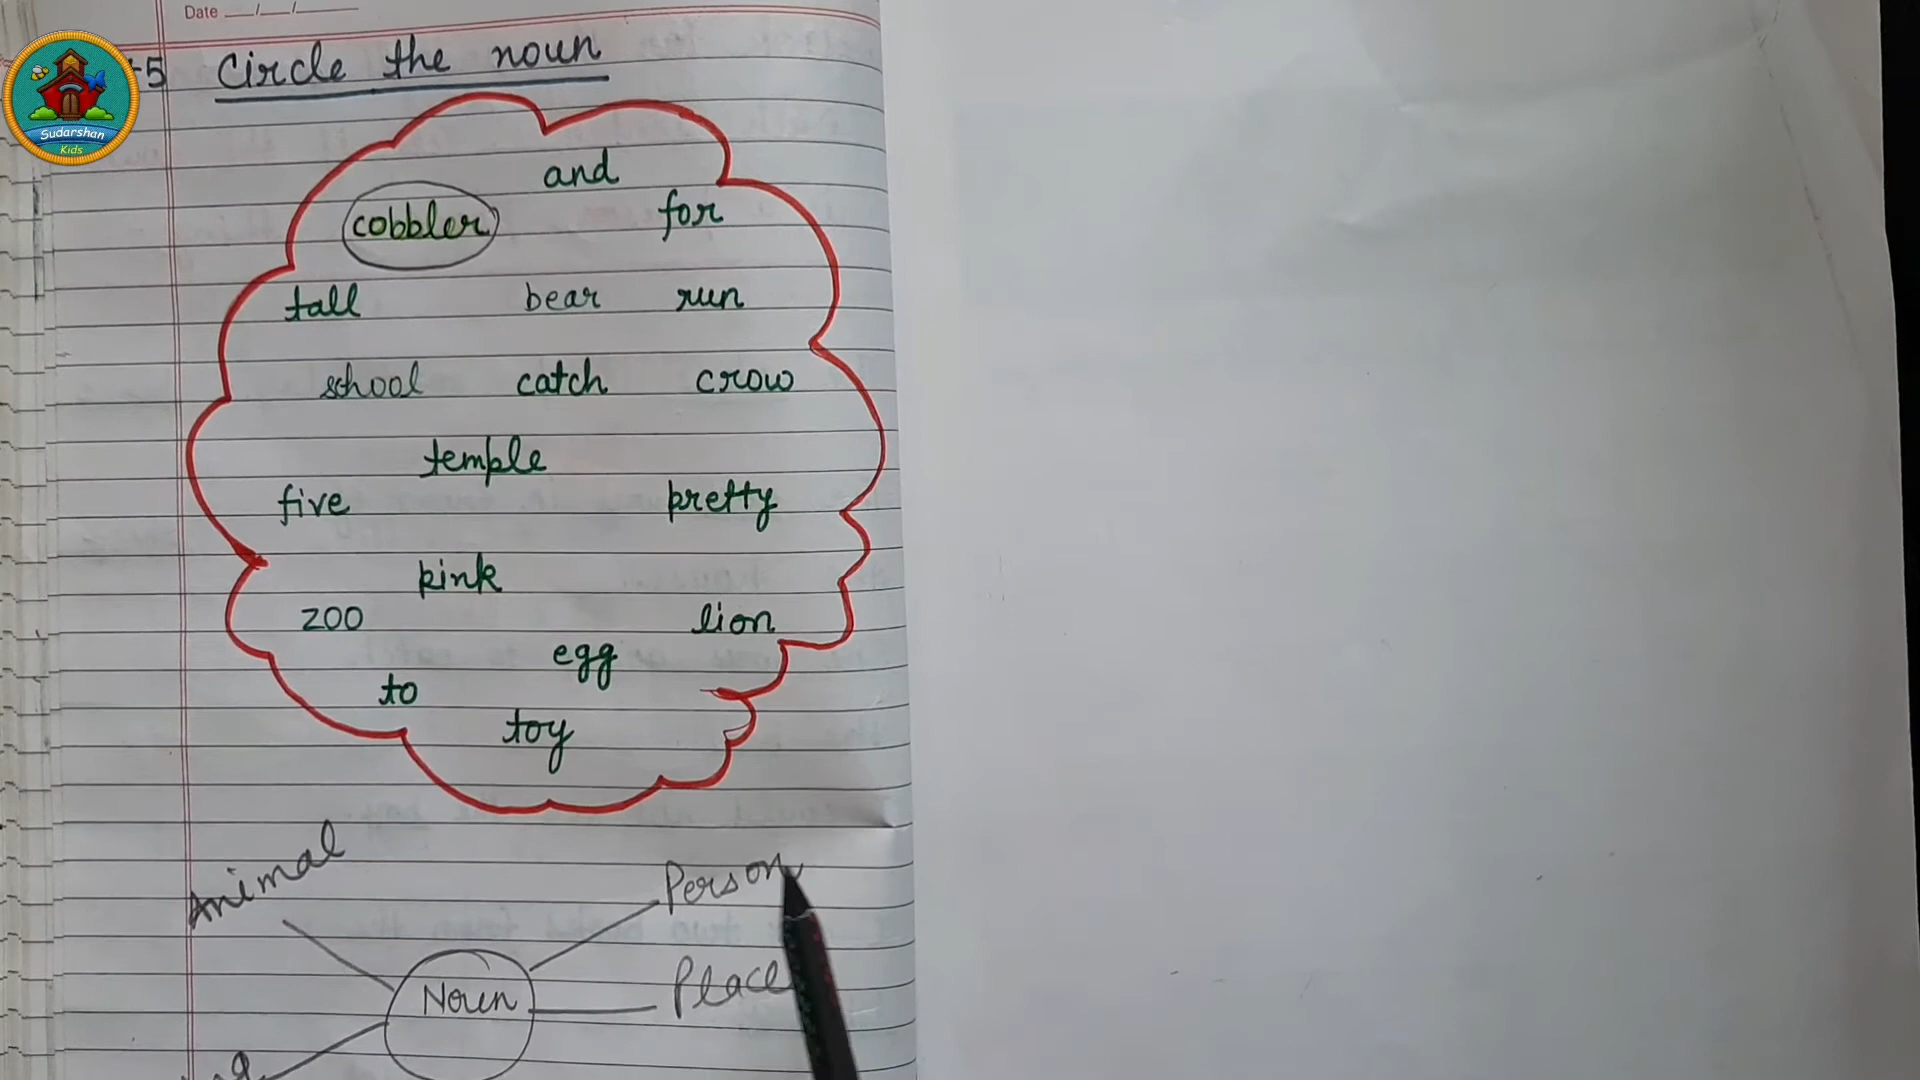 Date __/__/____
5 Circle the noun
Sudarshan
Kids
and
cobbler for
tall bear run
school catch crow
temple
five pretty
pink
zoo lion
egg
to
toy
Animal Person
Noun Place